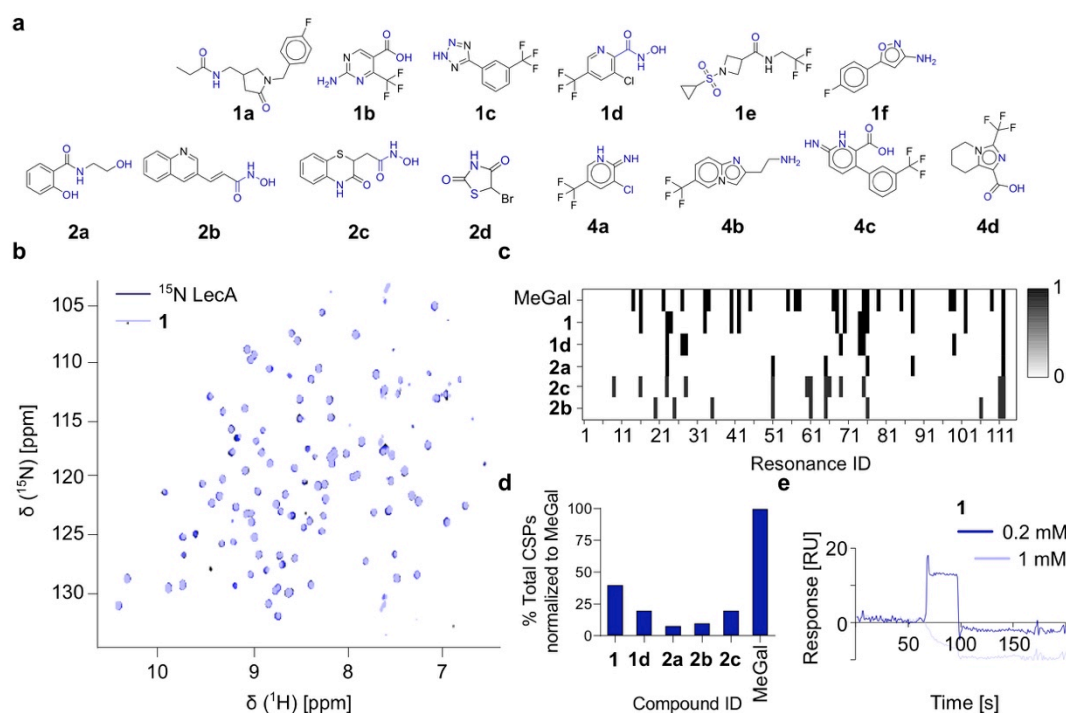 a
1a 1b 1c 1d 1e 1f
2a 2b 2c 2d 4a 4b 4c 4d
b
¹⁵N LecA
1
δ (¹⁵N) [ppm]
105
110
115
120
125
130
10 9 8 7
δ (¹H) [ppm]
c
MeGal
1
1d
2a
2c
2b
1 11 21 31 41 51 61 71 81 91 101 111
Resonance ID
1
0
d
% Total CSPs
normalized to MeGal
100
75
50
25
0
1 1d 2a 2b 2c MeGal
Compound ID
e
1
0.2 mM
1 mM
Response [RU]
20
0
50 100 150
Time [s]